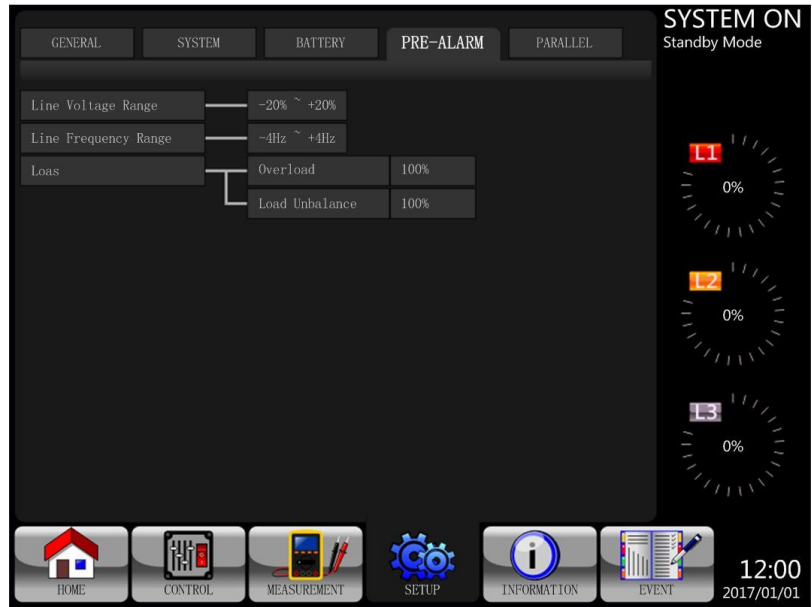 SYSTEM ON
Standby Mode
GENERAL SYSTEM BATTERY PRE-ALARM PARALLEL
Line Voltage Range -20% ~ +20%
Line Frequency Range -4Hz ~ +4Hz
Loas Overload 100%
Load Unbalance 100%
L1
0%
L2
0%
L3
0%
HOME CONTROL MEASUREMENT SETUP INFORMATION EVENT
12:00
2017/01/01